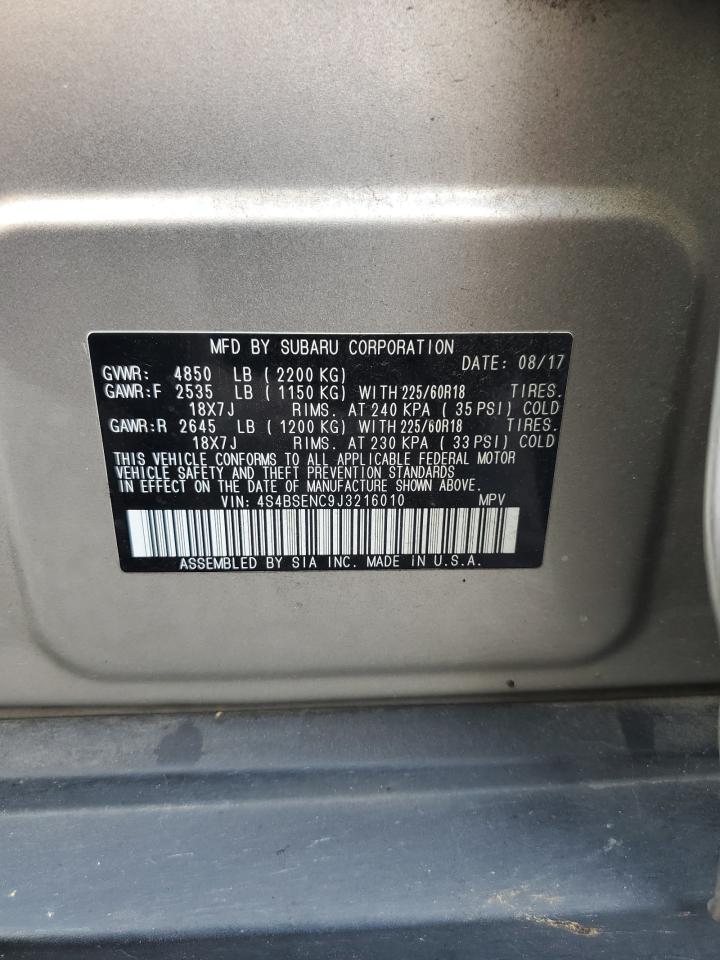 MFD BY SUBARU CORPORATION
DATE: 08/17
GVWR: 4850 LB ( 2200 KG)
GAWR:F 2535 LB ( 1150 KG) WITH 225/60R18 TIRES.
18X7J RIMS. AT 240 KPA ( 35 PSI) COLD
GAWR:R 2645 LB ( 1200 KG) WITH 225/60R18 TIRES.
18X7J RIMS. AT 230 KPA ( 33 PSI) COLD
THIS VEHICLE CONFORMS TO ALL APPLICABLE FEDERAL MOTOR
VEHICLE SAFETY AND THEFT PREVENTION STANDARDS
IN EFFECT ON THE DATE OF MANUFACTURE SHOWN ABOVE.
VIN: 4S4BSENC9J3216010 MPV
ASSEMBLED BY SIA INC. MADE IN U.S.A.